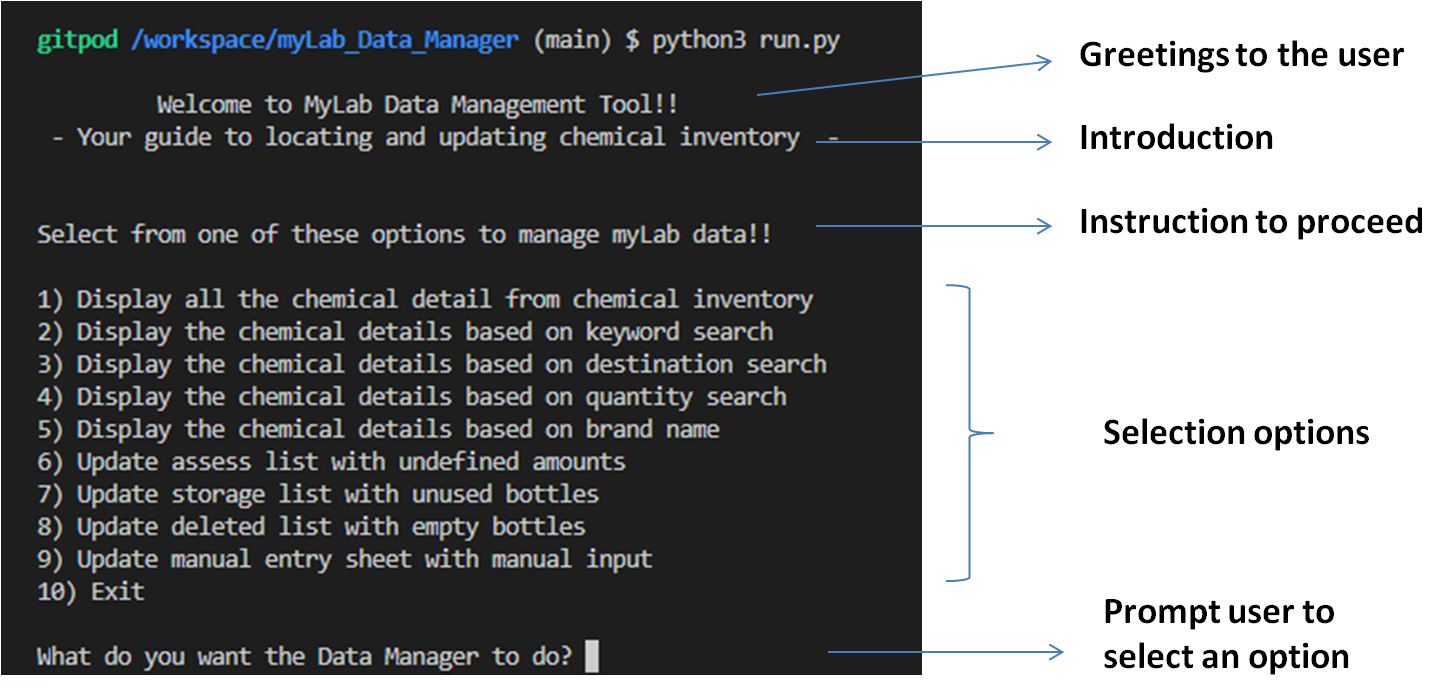 gitpod /workspace/myLab_Data_Manager (main) $ python3 run.py
Welcome to MyLab Data Management Tool!!
- Your guide to locating and updating chemical inventory -
Select from one of these options to manage myLab data!!
1) Display all the chemical detail from chemical inventory
2) Display the chemical details based on keyword search
3) Display the chemical details based on destination search
4) Display the chemical details based on quantity search
5) Display the chemical details based on brand name
6) Update assess list with undefined amounts
7) Update storage list with unused bottles
8) Update deleted list with empty bottles
9) Update manual entry sheet with manual input
10) Exit
What do you want the Data Manager to do?
Greetings to the user
Introduction
Instruction to proceed
Selection options
Prompt user to
select an option